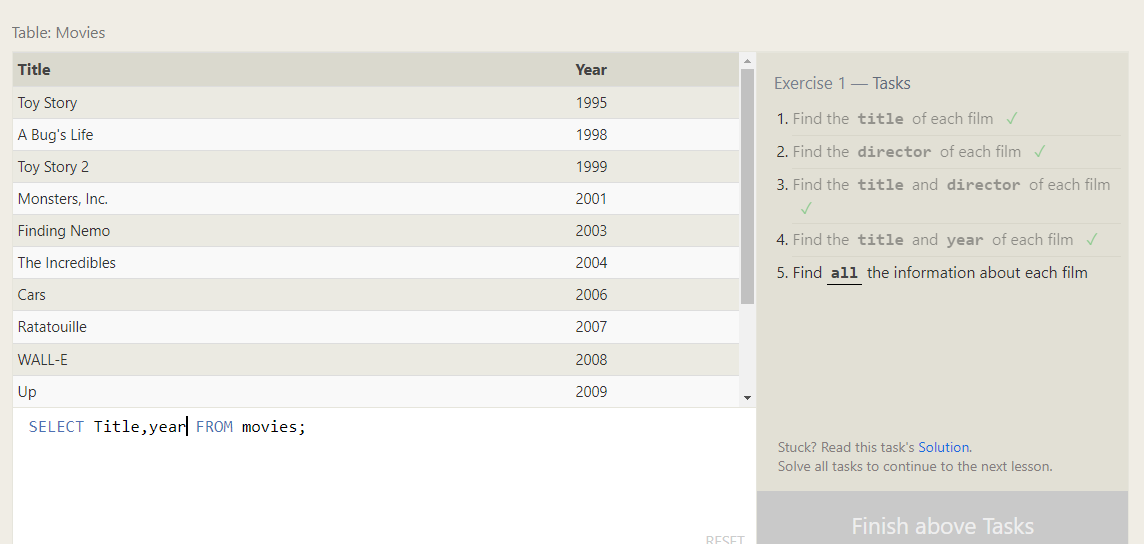 Table: Movies
Title Year
Toy Story 1995
A Bug's Life 1998
Toy Story 2 1999
Monsters, Inc. 2001
Finding Nemo 2003
The Incredibles 2004
Cars 2006
Ratatouille 2007
WALL-E 2008
Up 2009
SELECT Title,year FROM movies;
RESET
Exercise 1 — Tasks
1. Find the title of each film ✓
2. Find the director of each film ✓
3. Find the title and director of each film
✓
4. Find the title and year of each film ✓
5. Find all the information about each film
Stuck? Read this task's Solution.
Solve all tasks to continue to the next lesson.
Finish above Tasks